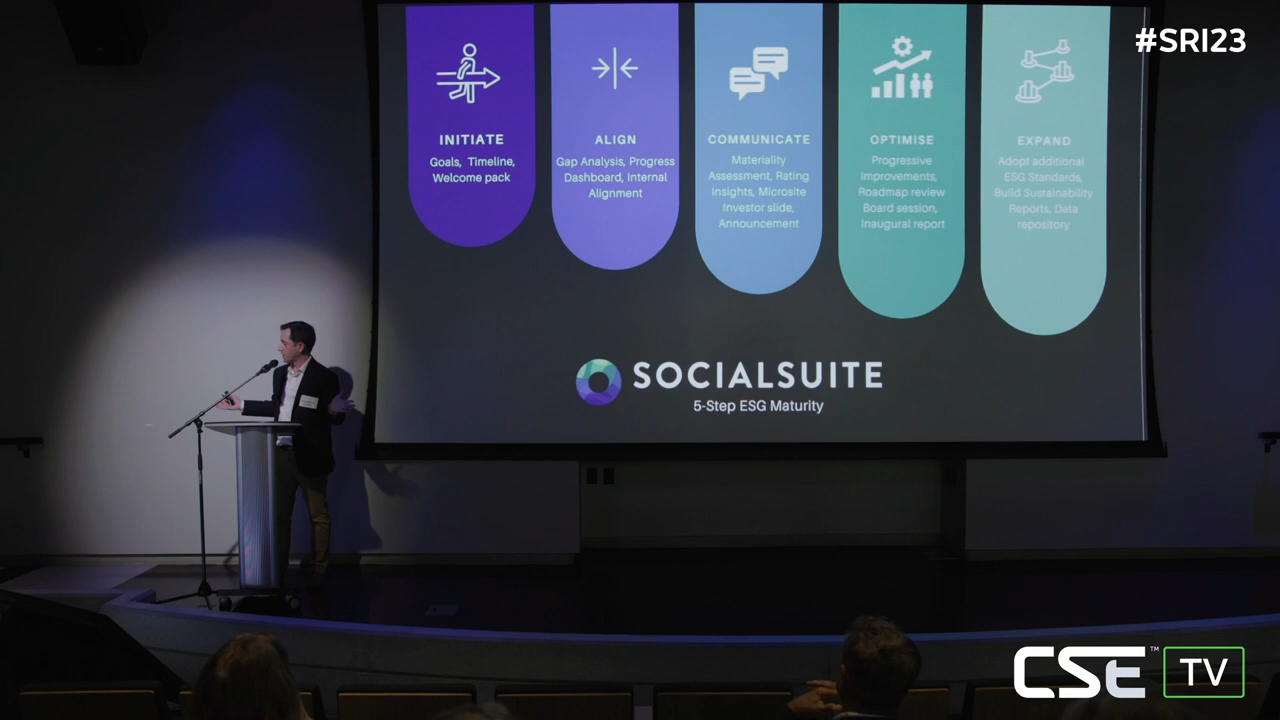 #SRI23
INITIATE
Goals, Timeline,
Welcome pack
ALIGN
Gap Analysis, Progress
Dashboard, Internal
Alignment
COMMUNICATE
Materiality
Assessment, Rating
Insights, Microsite
Investor slide,
Announcement
OPTIMISE
Progressive
Improvements,
Roadmap review
Board session,
Inaugural report
EXPAND
Adopt additional
ESG Standards,
Build Sustainability
Reports, Data
repository
SOCIALSUITE
5-Step ESG Maturity
CSE™ TV